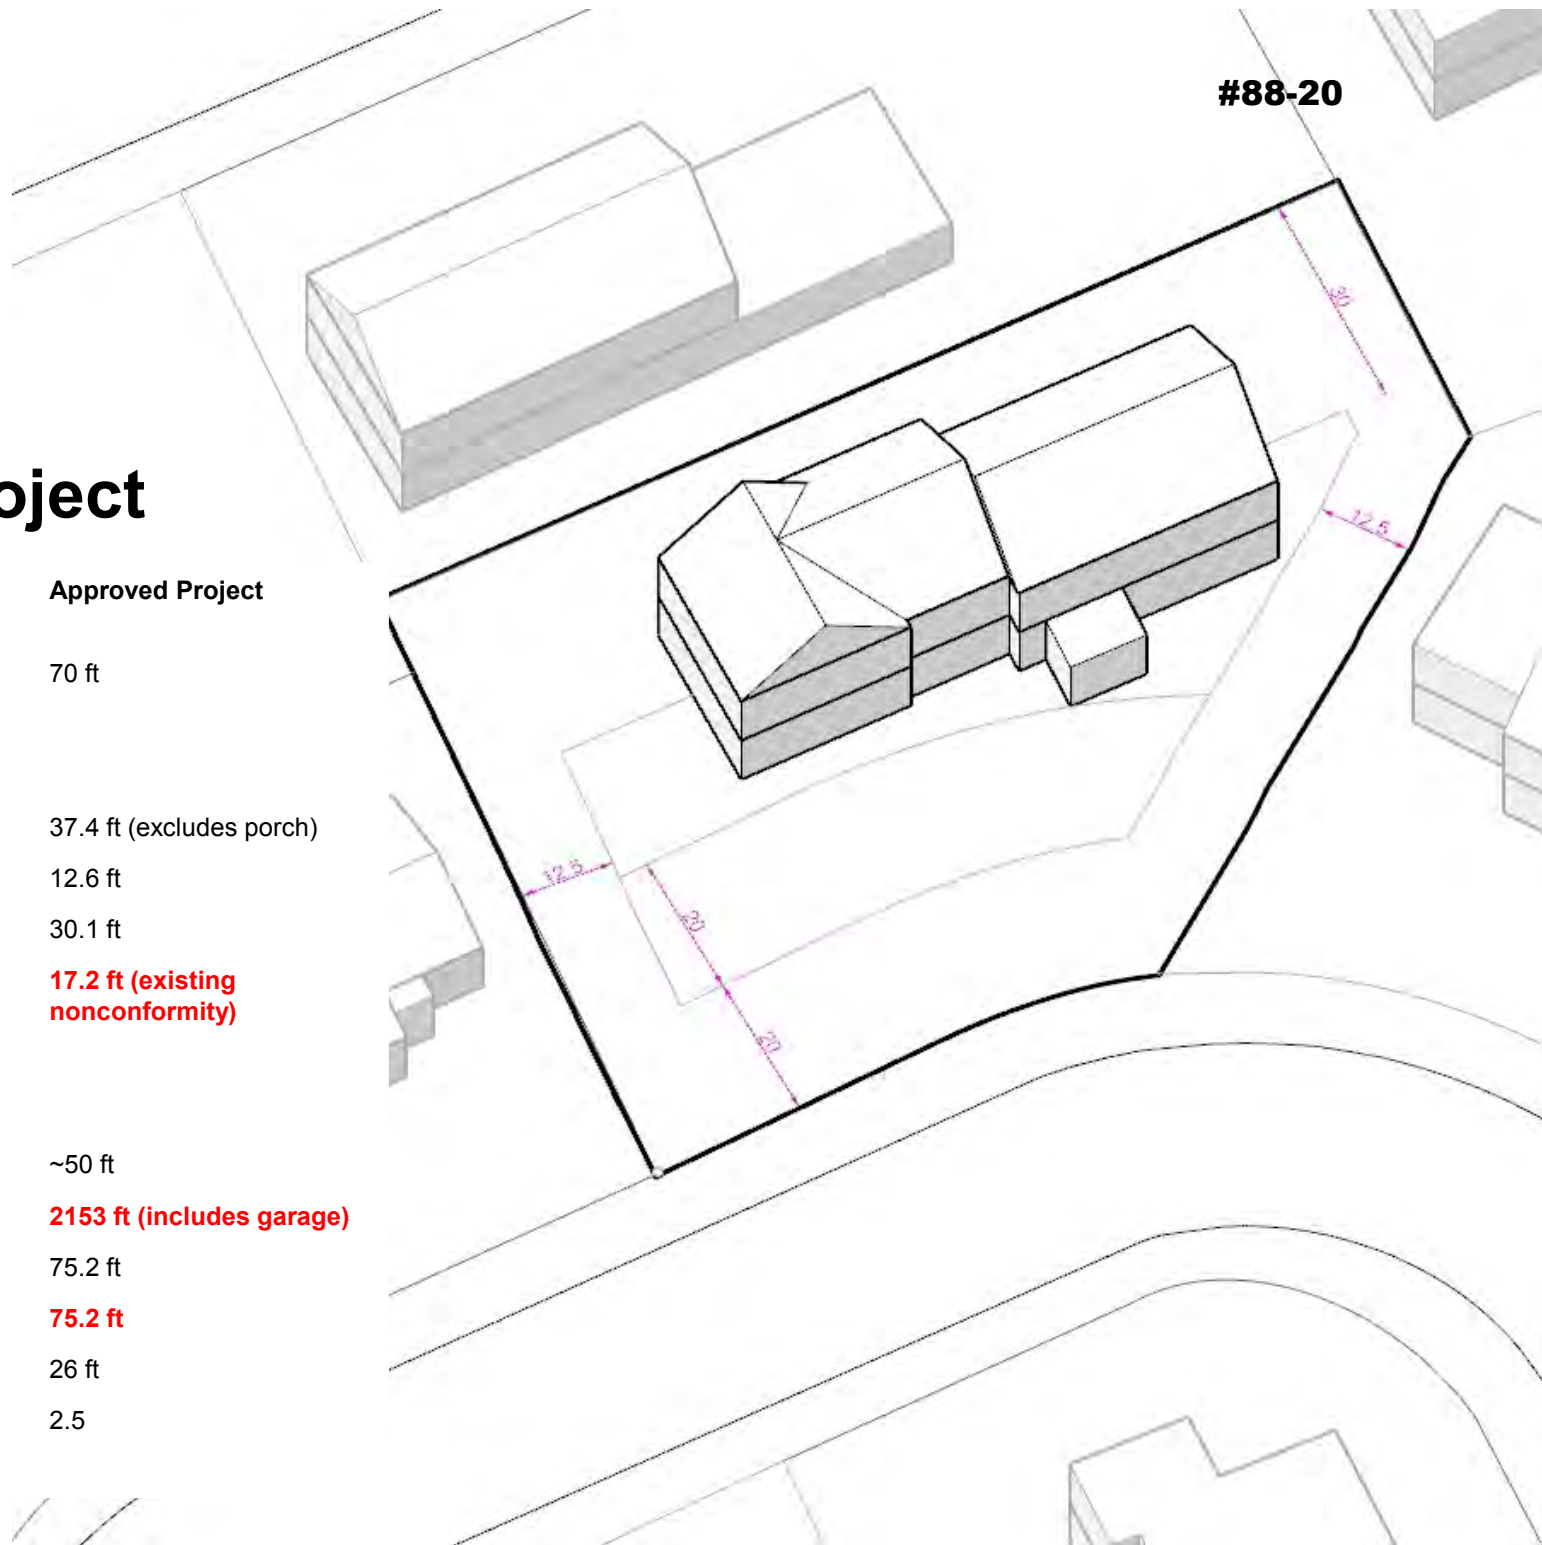 #88-20
oject
Approved Project
70 ft
37.4 ft (excludes porch)
12.6 ft
30.1 ft
17.2 ft (existing
nonconformity)
~50 ft
2153 ft (includes garage)
75.2 ft
75.2 ft
26 ft
2.5
30
12.5
12.5
20
20